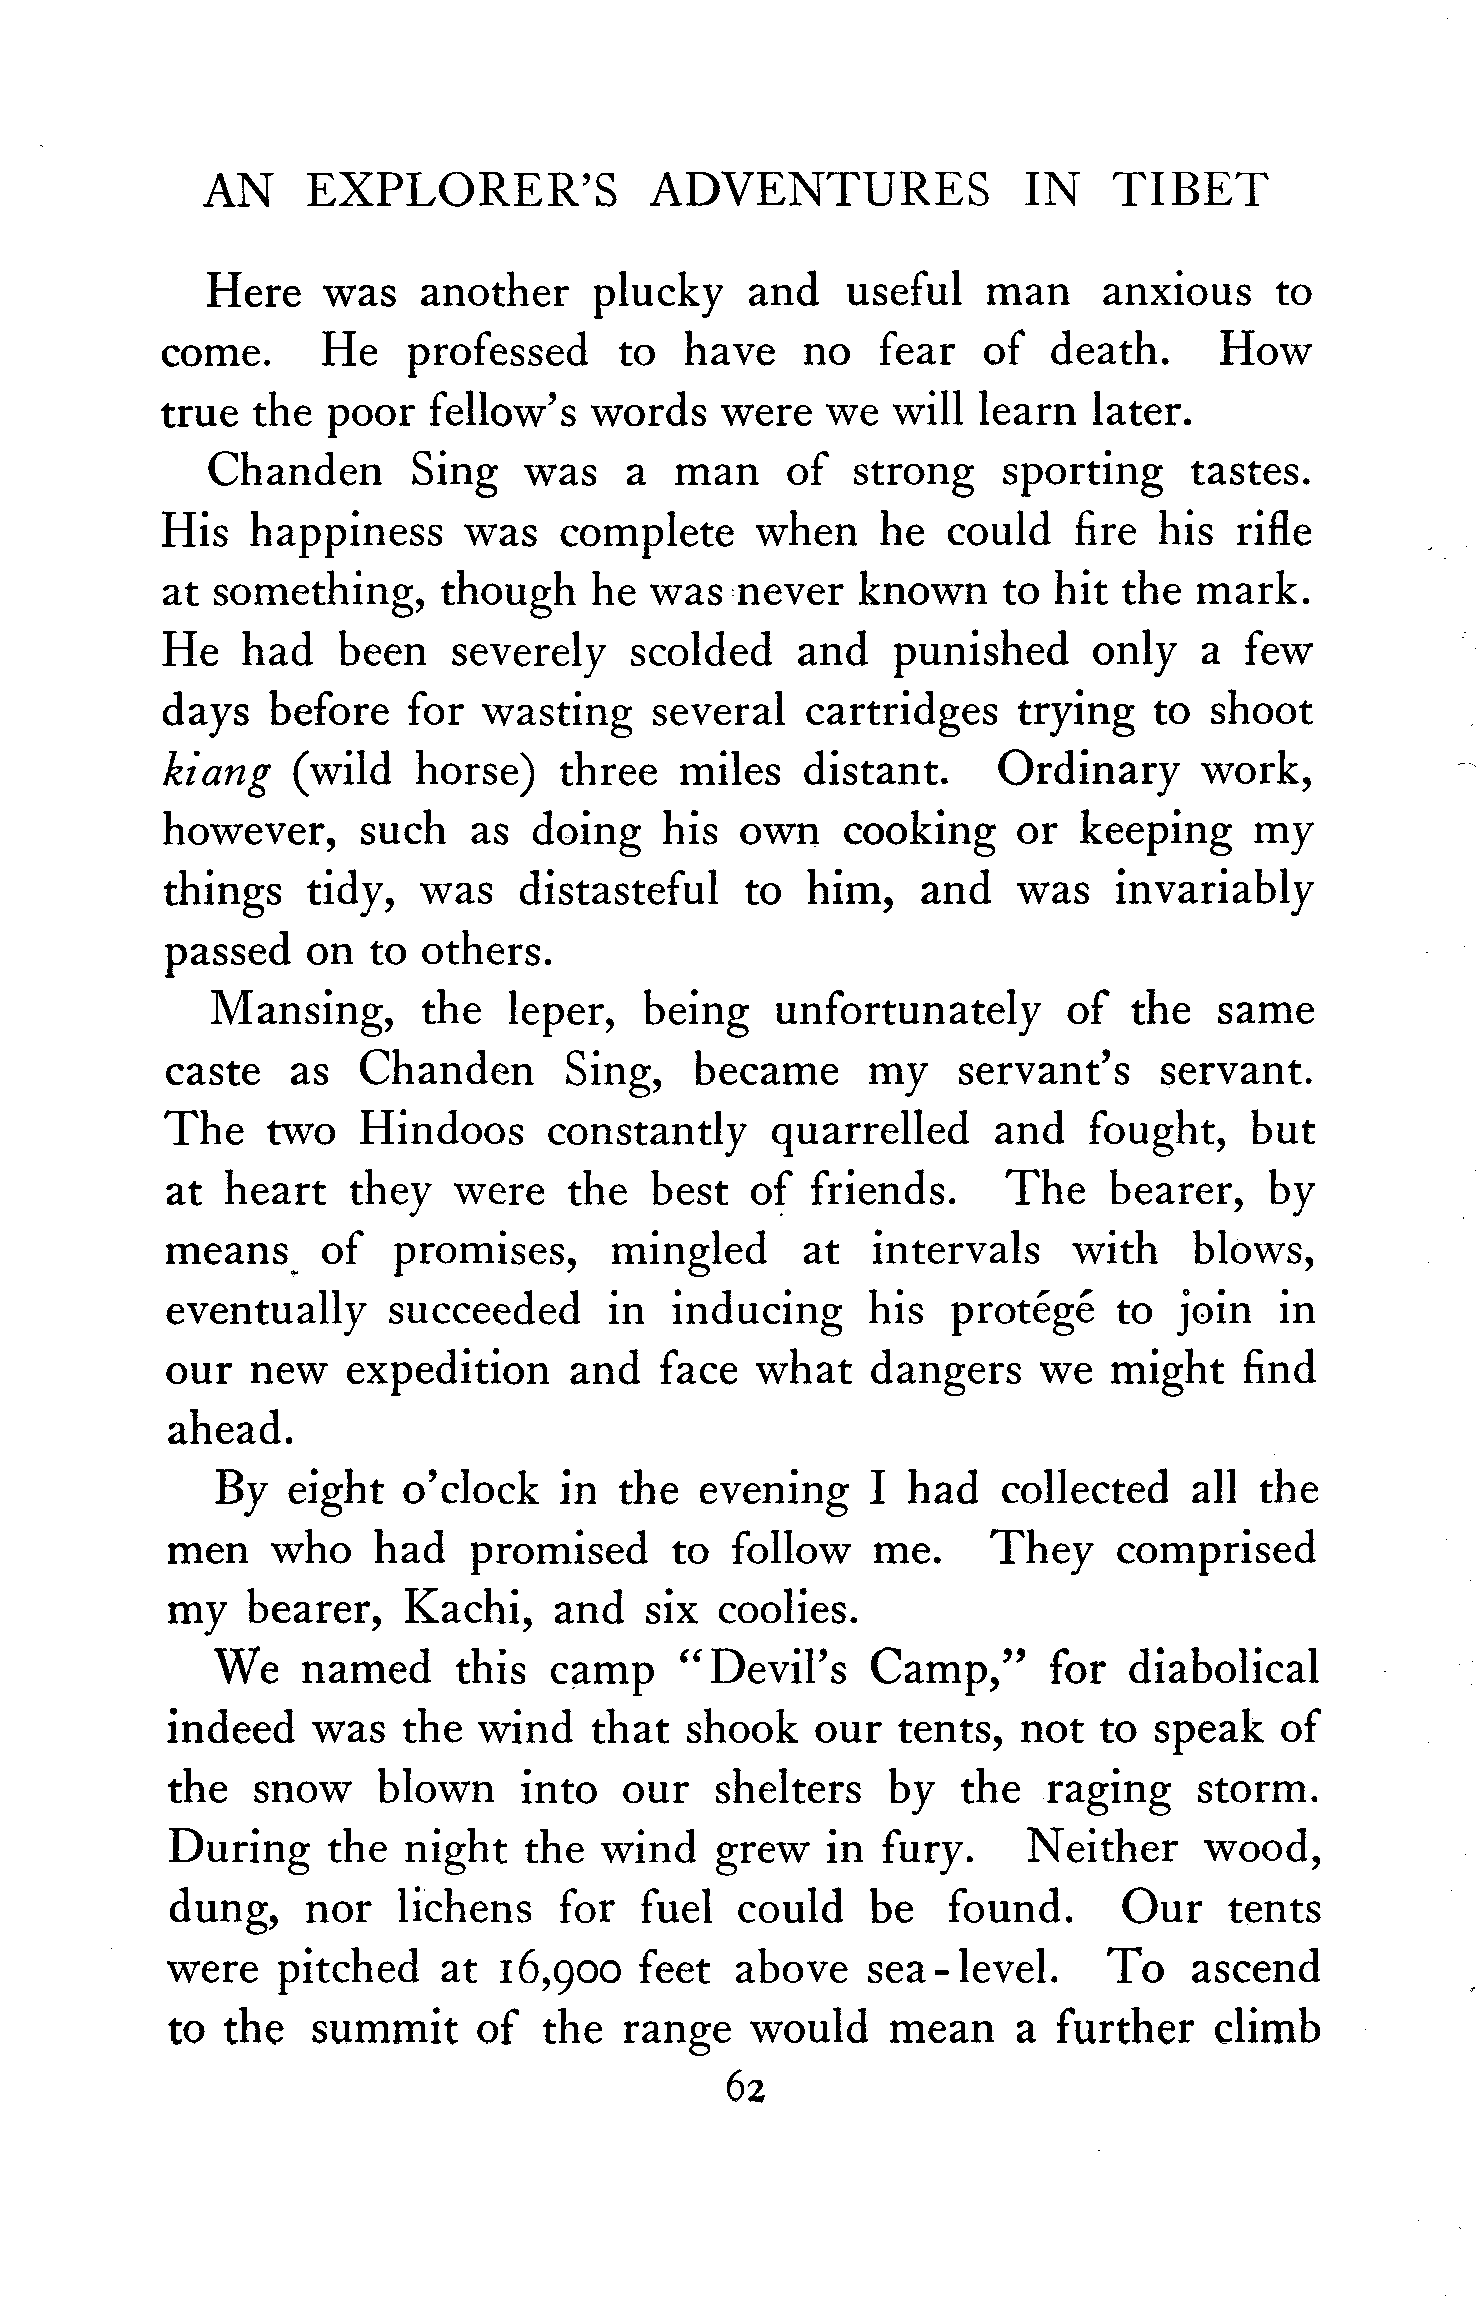 AN EXPLORER'S ADVENTURES IN TIBET
Here was another plucky and useful man anxious to
come. He professed to have no fear of death. How
true the poor fellow's words were we will learn later.
Chanden Sing was a man of strong sporting tastes.
His happiness was complete when he could fire his rifle
at something, though he was never known to hit the mark.
He had been severely scolded and punished only a few
days before for wasting several cartridges trying to shoot
kiang (wild horse) three miles distant. Ordinary work,
however, such as doing his own cooking or keeping my
things tidy, was distasteful to him, and was invariably
passed on to others.
Mansing, the leper, being unfortunately of the same
caste as Chanden Sing, became my servant's servant.
The two Hindoos constantly quarrelled and fought, but
at heart they were the best of friends. The bearer, by
means of promises, mingled at intervals with blows,
eventually succeeded in inducing his protégé to join in
our new expedition and face what dangers we might find
ahead.
By eight o'clock in the evening I had collected all the
men who had promised to follow me. They comprised
my bearer, Kachi, and six coolies.
We named this camp "Devil's Camp," for diabolical
indeed was the wind that shook our tents, not to speak of
the snow blown into our shelters by the raging storm.
During the night the wind grew in fury. Neither wood,
dung, nor lichens for fuel could be found. Our tents
were pitched at 16,900 feet above sea-level. To ascend
to the summit of the range would mean a further climb
62